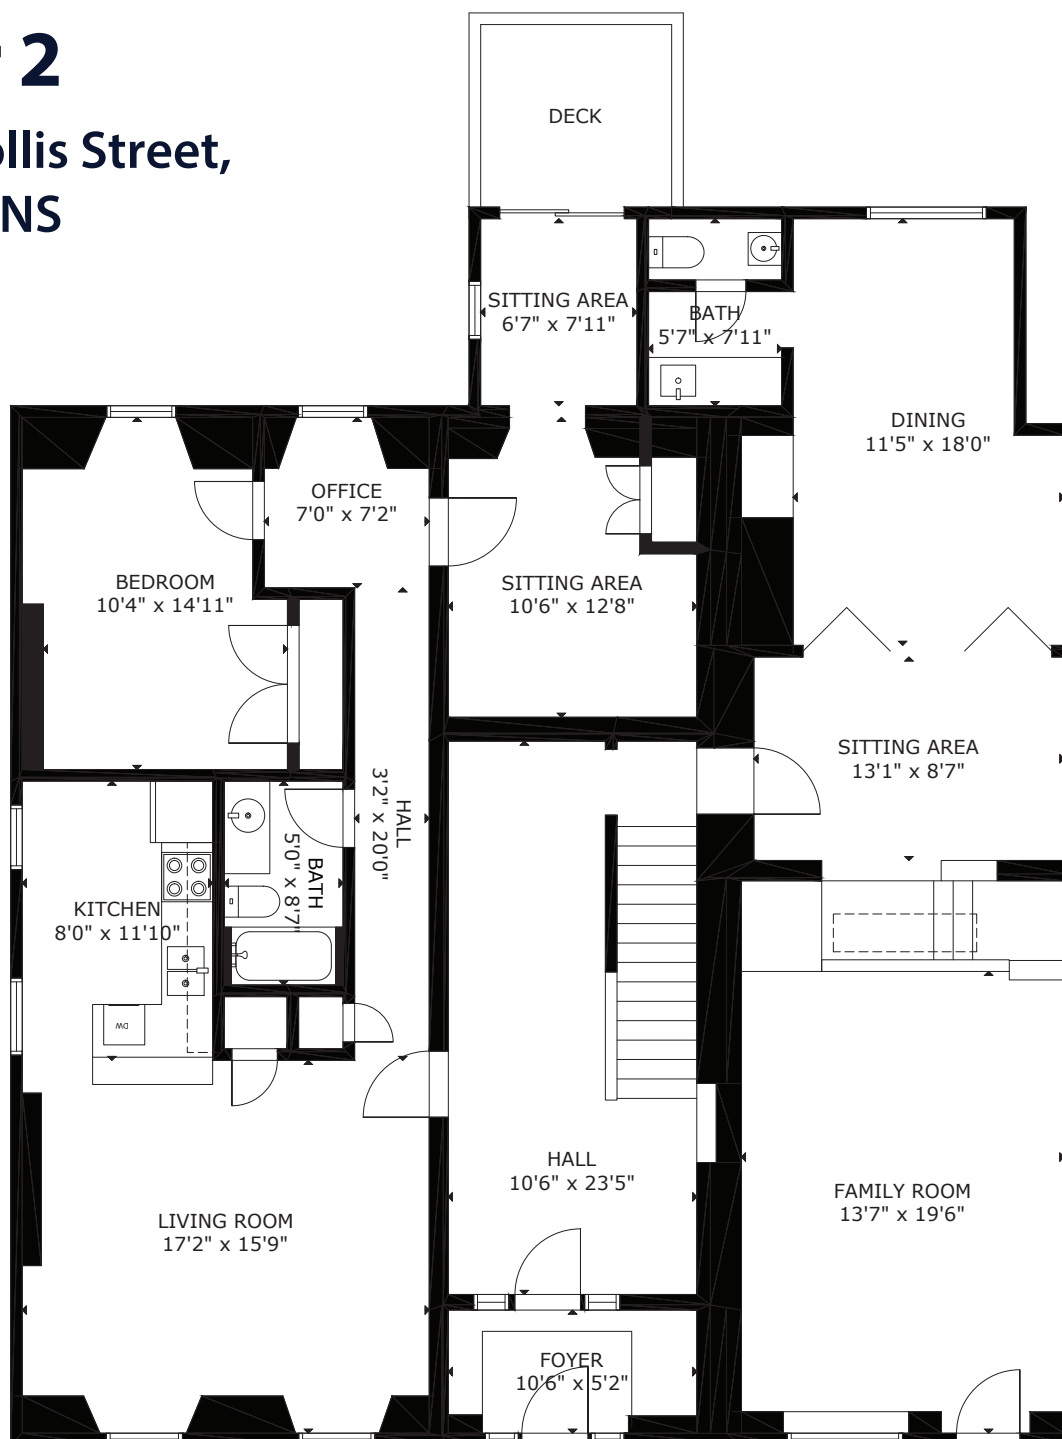 2
ollis Street,
NS
DECK
SITTING AREA
6'7" x 7'11"
BATH
5'7" x 7'11"
DINING
11'5" x 18'0"
OFFICE
7'0" x 7'2"
BEDROOM
10'4" x 14'11"
SITTING AREA
10'6" x 12'8"
SITTING AREA
13'1" x 8'7"
HALL
3'2" x 20'0"
BATH
5'0" x 8'7"
KITCHEN
8'0" x 11'10"
DW
HALL
10'6" x 23'5"
FAMILY ROOM
13'7" x 19'6"
LIVING ROOM
17'2" x 15'9"
FOYER
10'6" x 5'2"